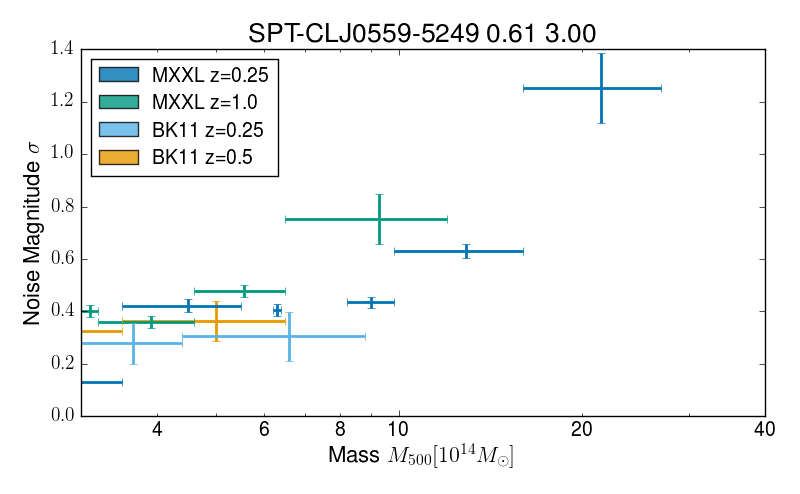 SPT-CLJ0559-5249 0.61 3.00
1.4
1.2
1.0
0.8
0.6
0.4
0.2
0.0
Noise Magnitude σ
MXXL z=0.25
MXXL z=1.0
BK11 z=0.25
BK11 z=0.5
4 6 8 10 20 40
Mass M₅₀₀[10¹⁴M☉]